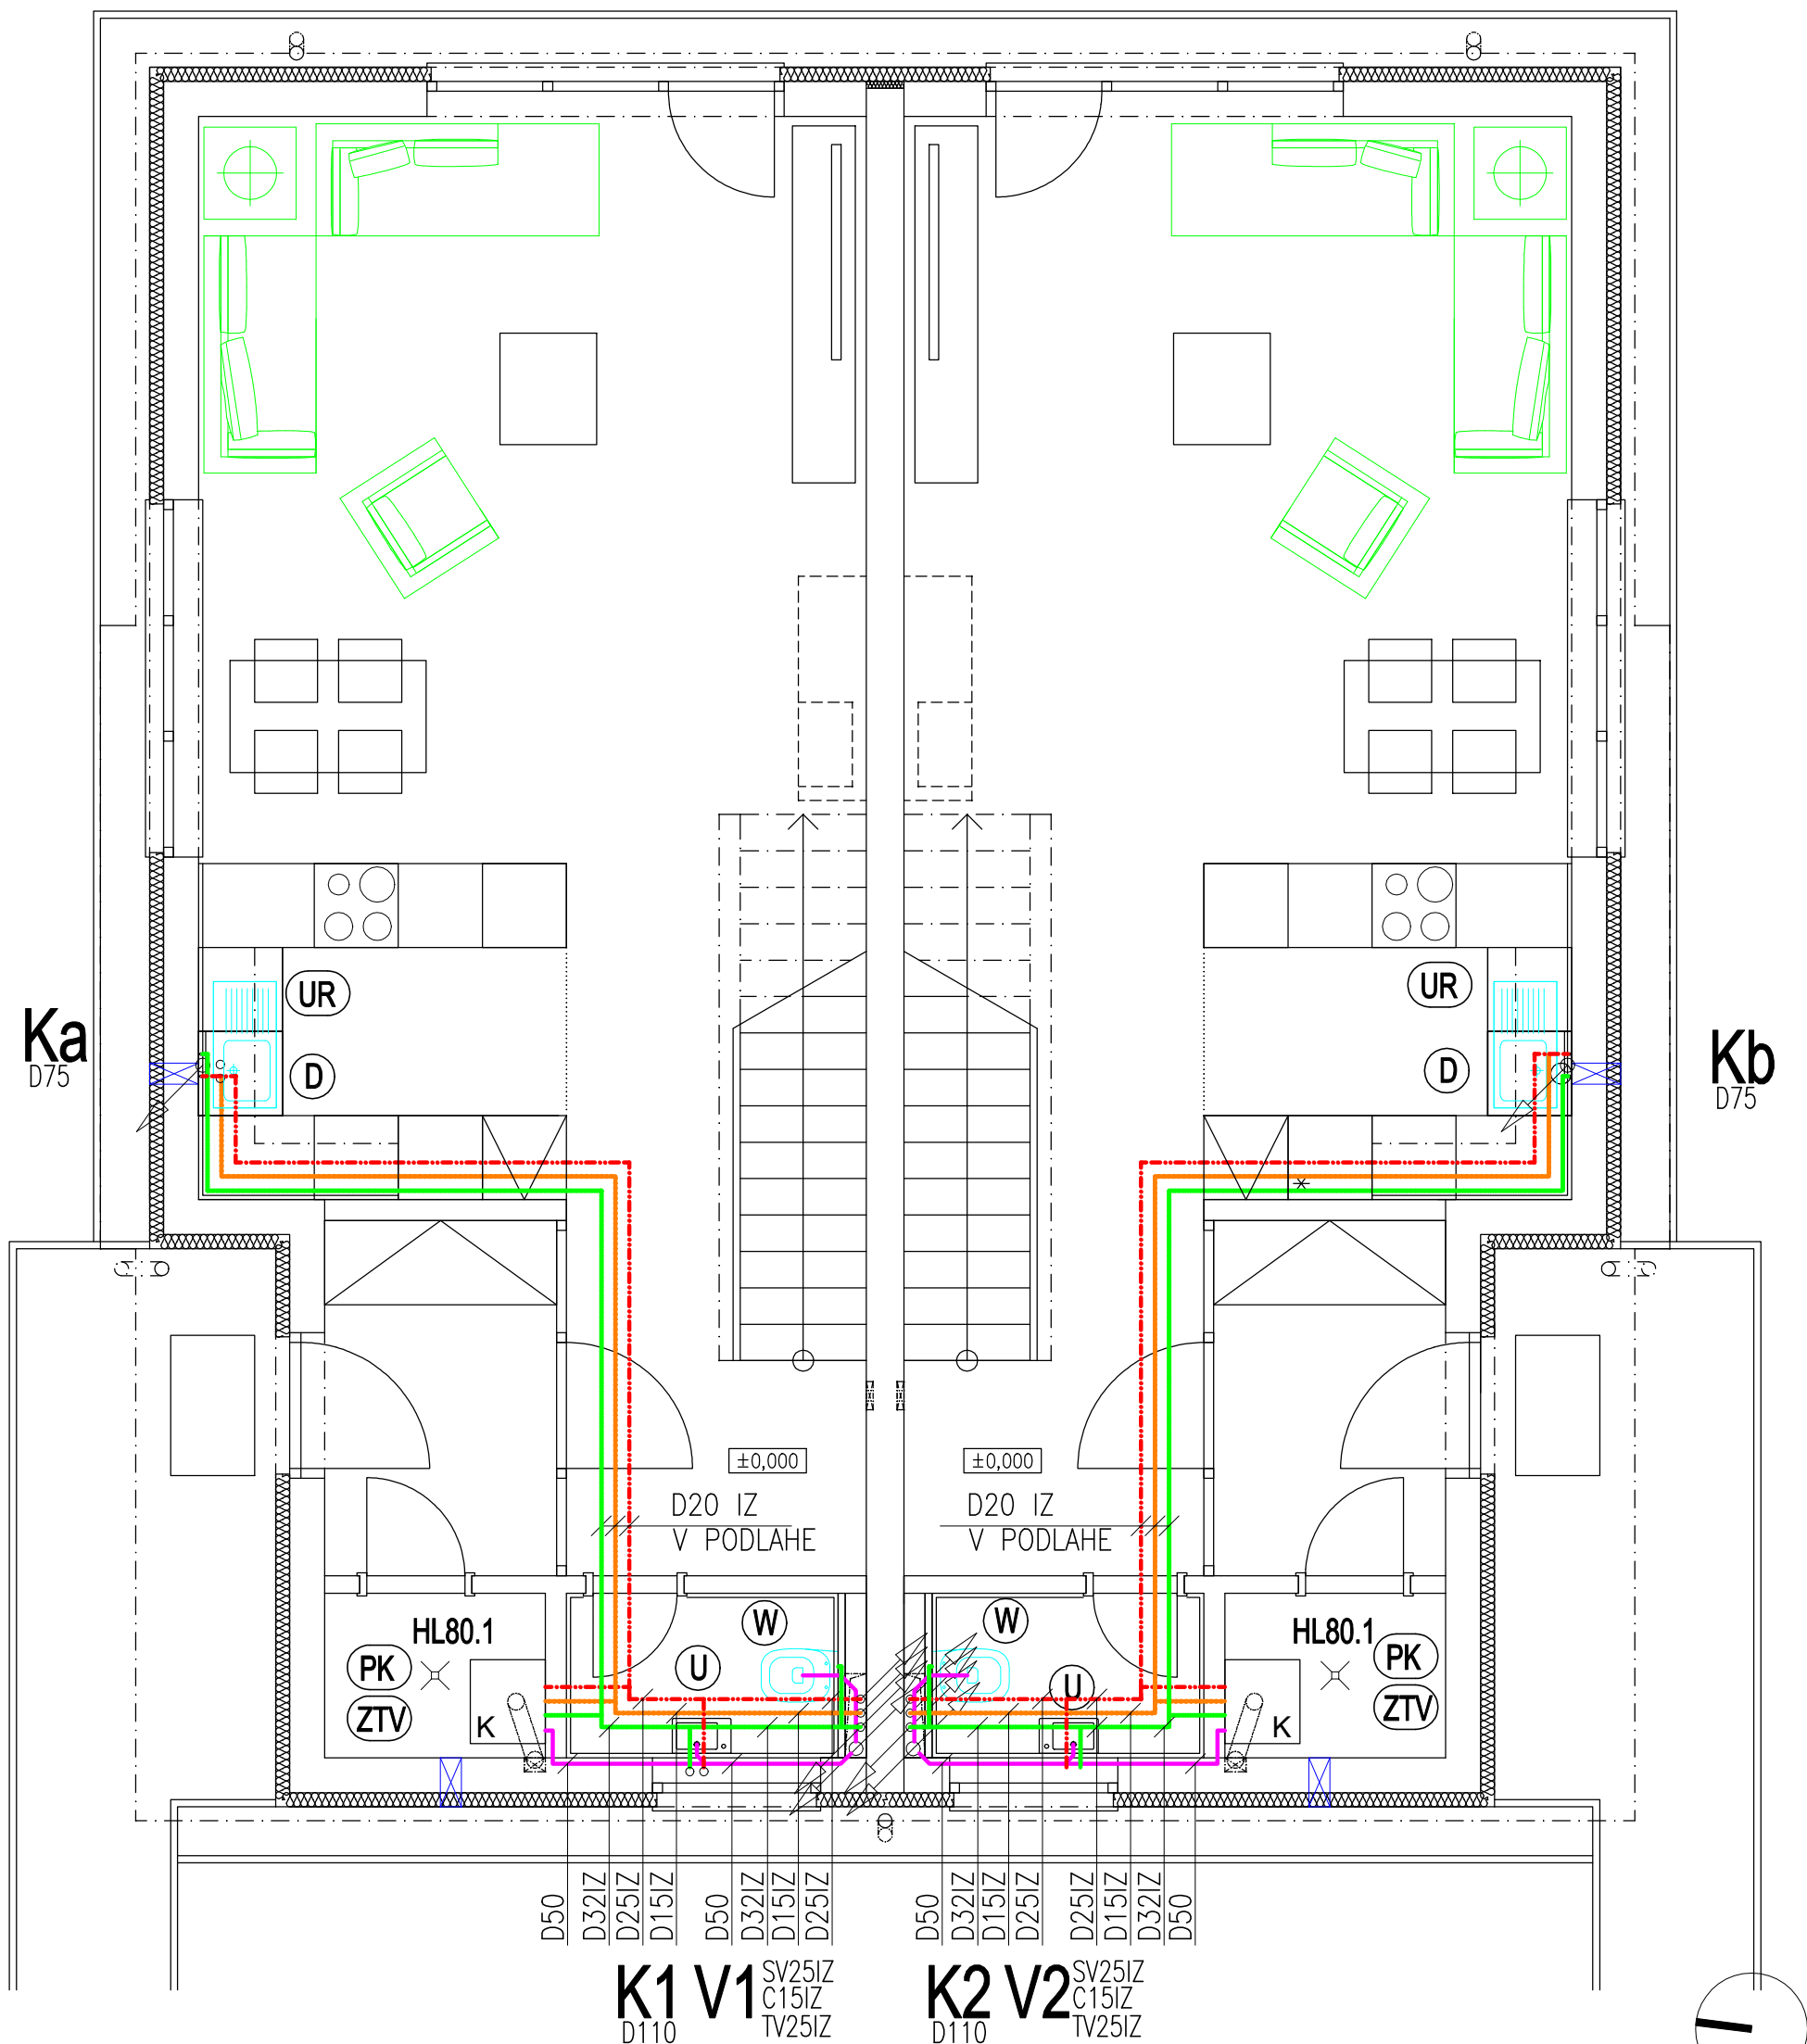 UR
UR
Ka
D75
D
D
Kb
D75
±0,000
±0,000
D20 IZ
V PODLAHE
D20 IZ
V PODLAHE
HL80.1
W
W
HL80.1
PK
U
U
PK
ZTV
ZTV
K
K
D50
D32IZ
D25IZ
D15IZ
D50
D32IZ
D15IZ
D25IZ
D50
D32IZ
D15IZ
D25IZ
D25IZ
D15IZ
D32IZ
D50
K1 V1
D110
SV25IZ
C15IZ
TV25IZ
K2 V2
D110
SV25IZ
C15IZ
TV25IZ